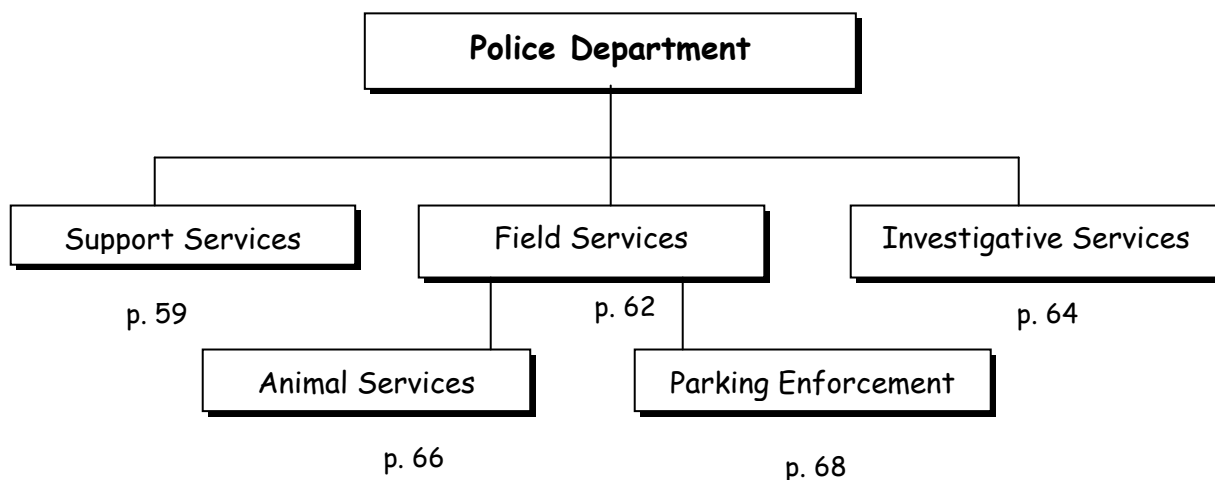 Police Department
Support Services
Field Services
Investigative Services
p. 59
p. 62
p. 64
Animal Services
Parking Enforcement
p. 66
p. 68